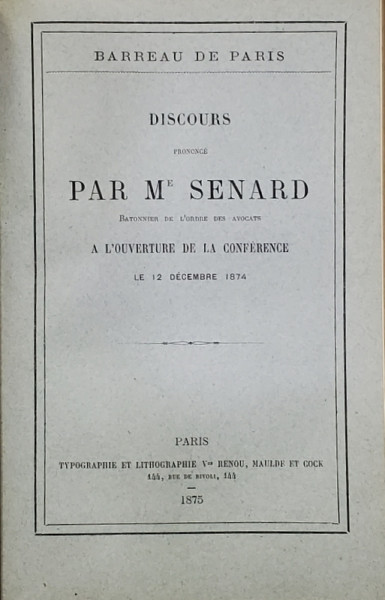 BARREAU DE PARIS
DISCOURS
PRONONCÉ
PAR ME SENARD
BATONNIER DE L'ORDRE DES AVOCATS
A L'OUVERTURE DE LA CONFÉRENCE
LE 12 DÉCEMBRE 1874
PARIS
TYPOGRAPHIE ET LITHOGRAPHIE Vve RENOU, MAULDE ET COCK
144, RUE DE RIVOLI, 144
1875